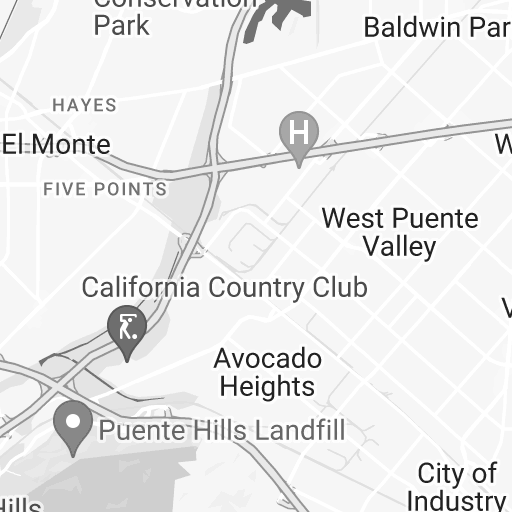 Conservation
Park
Baldwin Par
HAYES
H
El Monte
W
FIVE POINTS
West Puente
Valley
California Country Club
V
Avocado
Heights
Puente Hills Landfill
City of
Industry
Hills